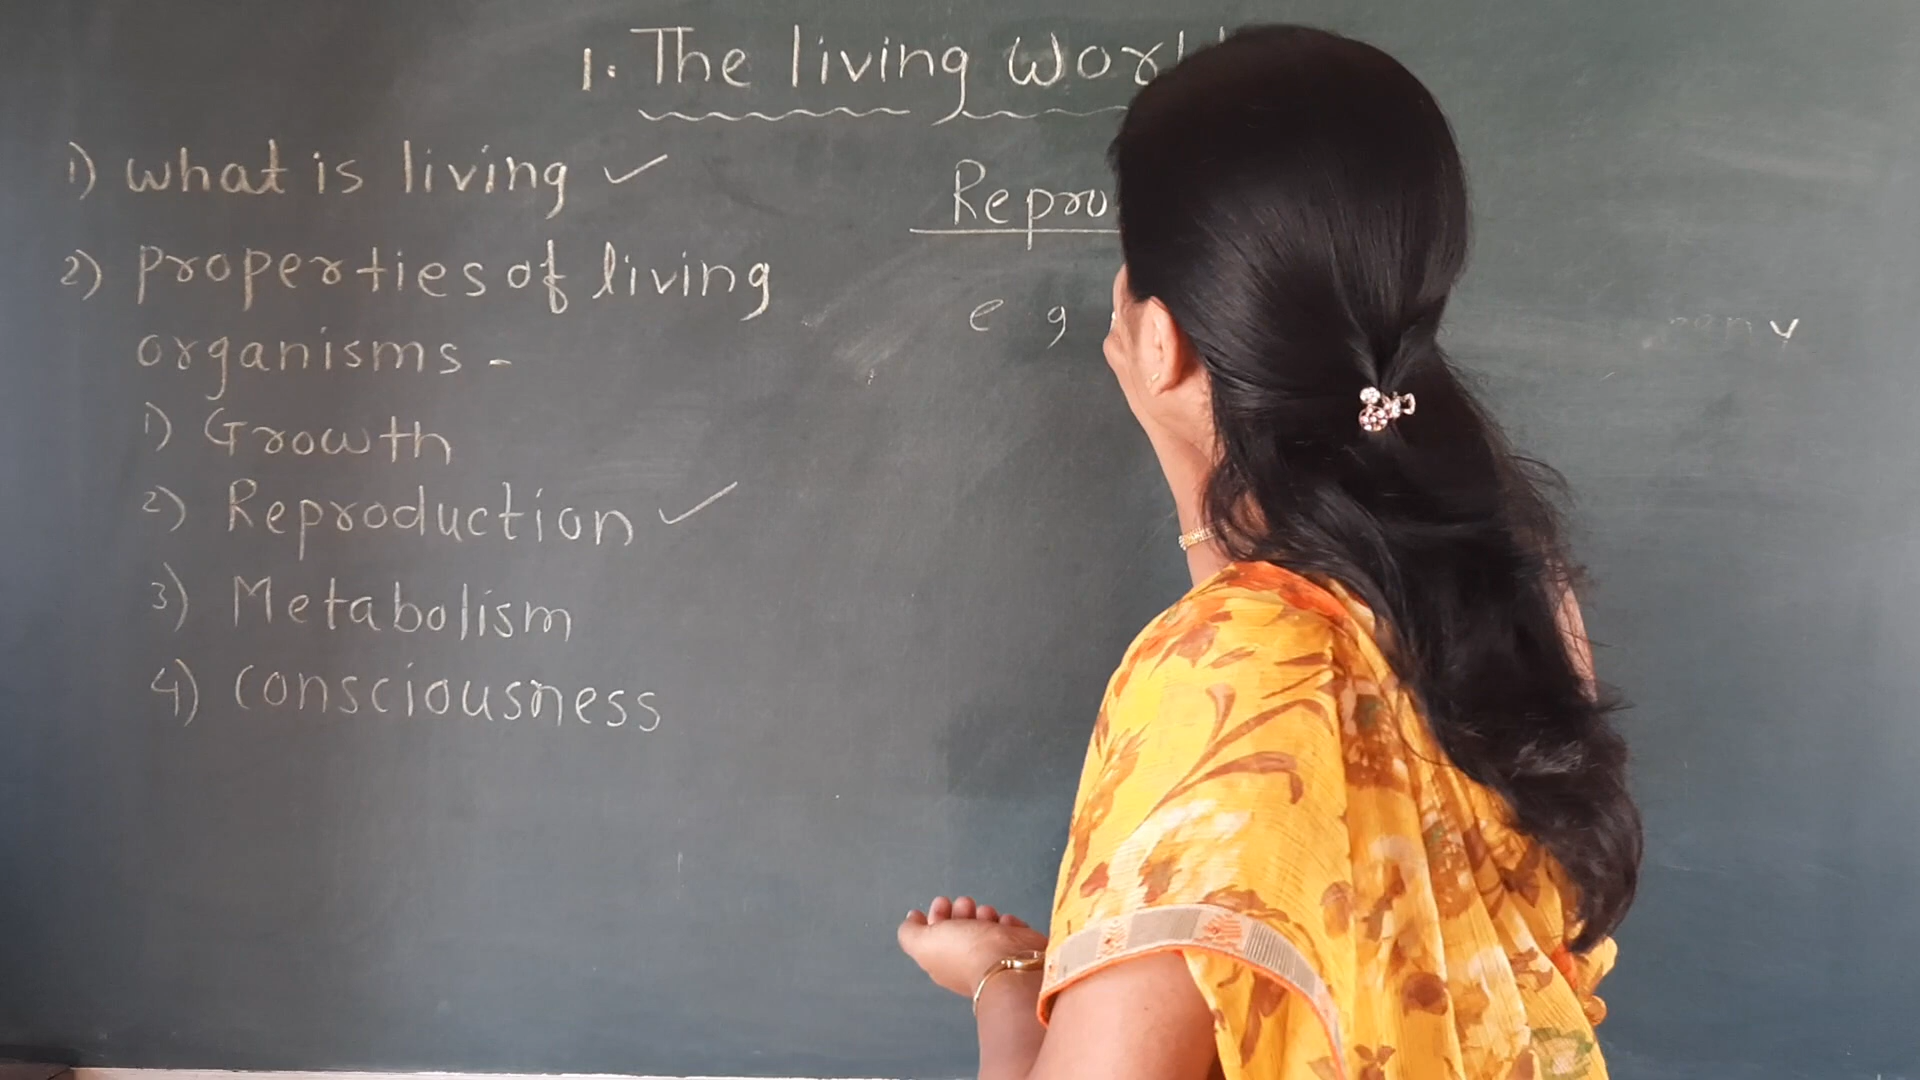 1. The living Worl
1) what is living ✓
2) properties of living
organisms -
1) Growth
2) Reproduction ✓
3) Metabolism
4) consciousness
Repro
e g